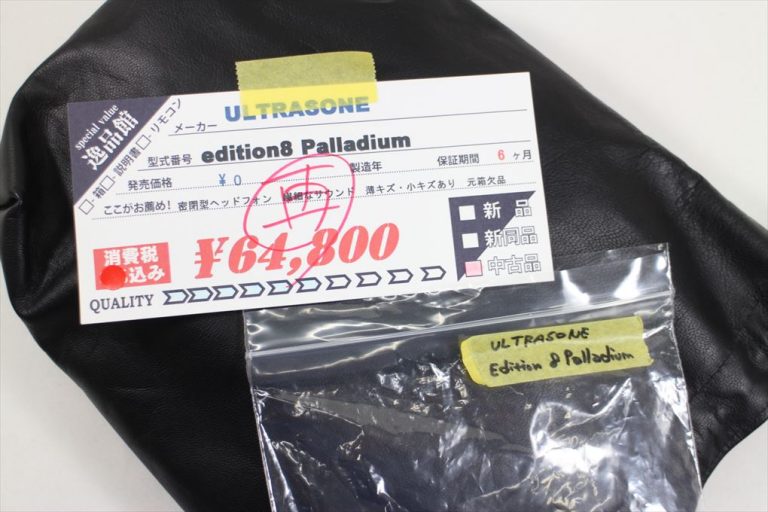 special value
逸品館
□箱□説明書□リモコン
メーカー ULTRASONE
型式番号 edition8 Palladium 製造年 保証期間 6 ヶ月
発売価格 ¥0
ここがお薦め! 密閉型ヘッドフォン 繊細なサウンド 薄キズ・小キズあり 元箱欠品
再
消費税
込み
¥64,800
新 品
新同品
中古品
QUALITY
ULTRASONE
Edition 8 Palladium